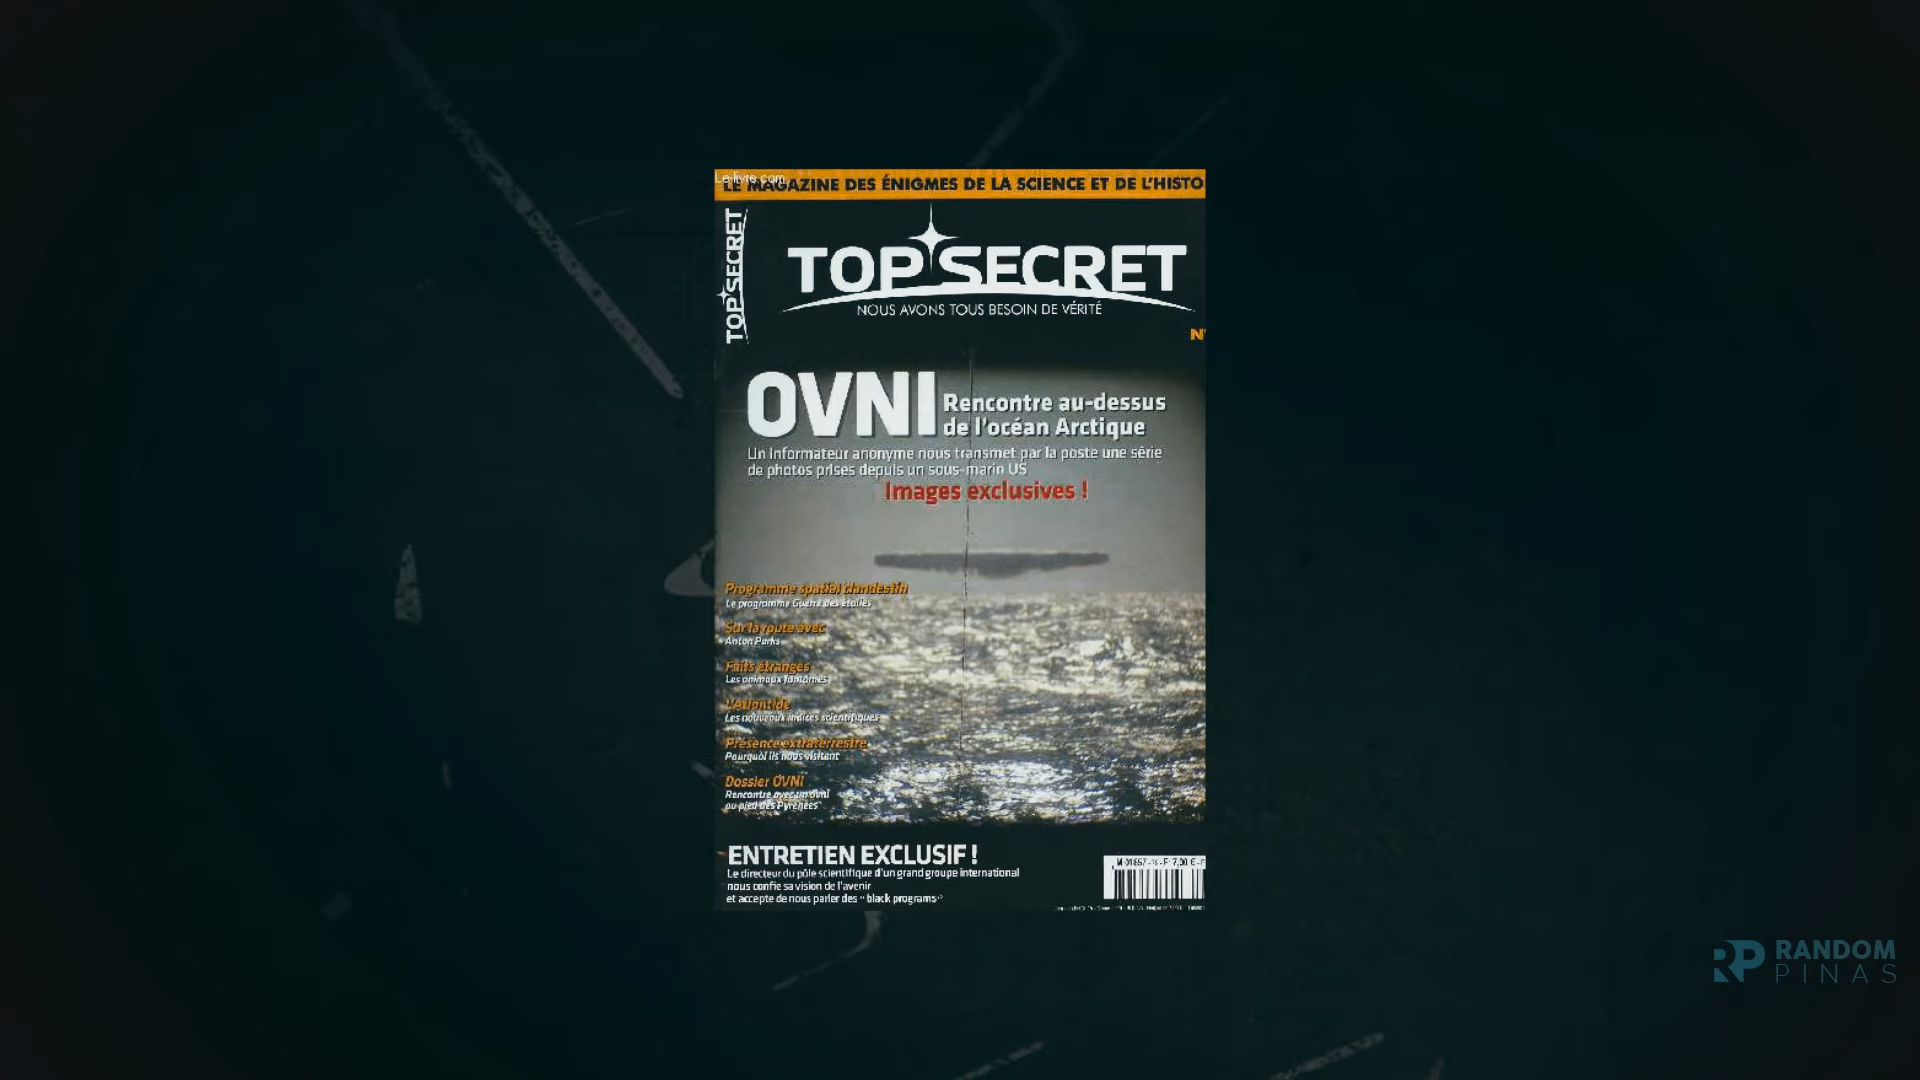 Le-livre.com
LE MAGAZINE DES ÉNIGMES DE LA SCIENCE ET DE L'HISTO
TOP SECRET
TOP SECRET
NOUS AVONS TOUS BESOIN DE VÉRITÉ
N°
OVNI
Rencontre au-dessus
de l'océan Arctique
Un Informateur anonyme nous transmet par la poste une série
de photos prises depuis un sous-marin US
Images exclusives !
Programme spatial clandestin
Le programme Guerre des étoiles
Sur la route avec
Anton Parks
Faits étranges
Les animaux fantômes
L'Atlantide
Les nouveaux indices scientifiques
Présence extraterrestre
Pourquoi ils nous visitent
Dossier OVNI
Rencontre avec un ovni
au pied des Pyrénées
ENTRETIEN EXCLUSIF !
Le directeur du pôle scientifique d'un grand groupe international
nous confie sa vision de l'avenir
et accepte de nous parler des "black programs"
7,00 €
RP RANDOM
PINAS